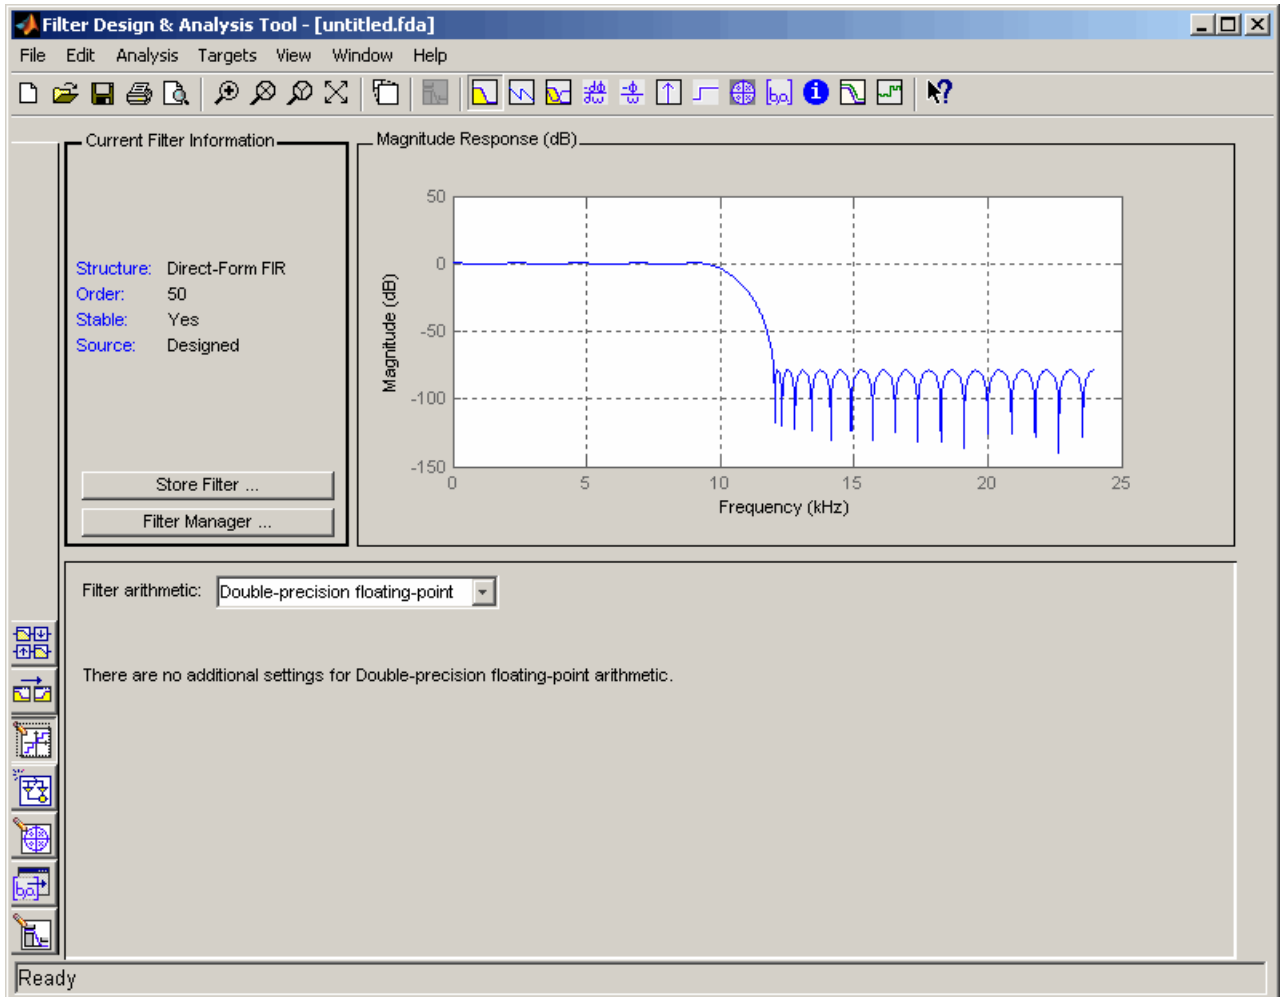 Filter Design & Analysis Tool - [untitled.fda]
File Edit Analysis Targets View Window Help
Current Filter Information
Structure: Direct-Form FIR
Order: 50
Stable: Yes
Source: Designed
Store Filter ...
Filter Manager ...
Magnitude Response (dB)
50
0
-50
-100
-150
Magnitude (dB)
0 5 10 15 20 25
Frequency (kHz)
Filter arithmetic: Double-precision floating-point
There are no additional settings for Double-precision floating-point arithmetic.
Ready